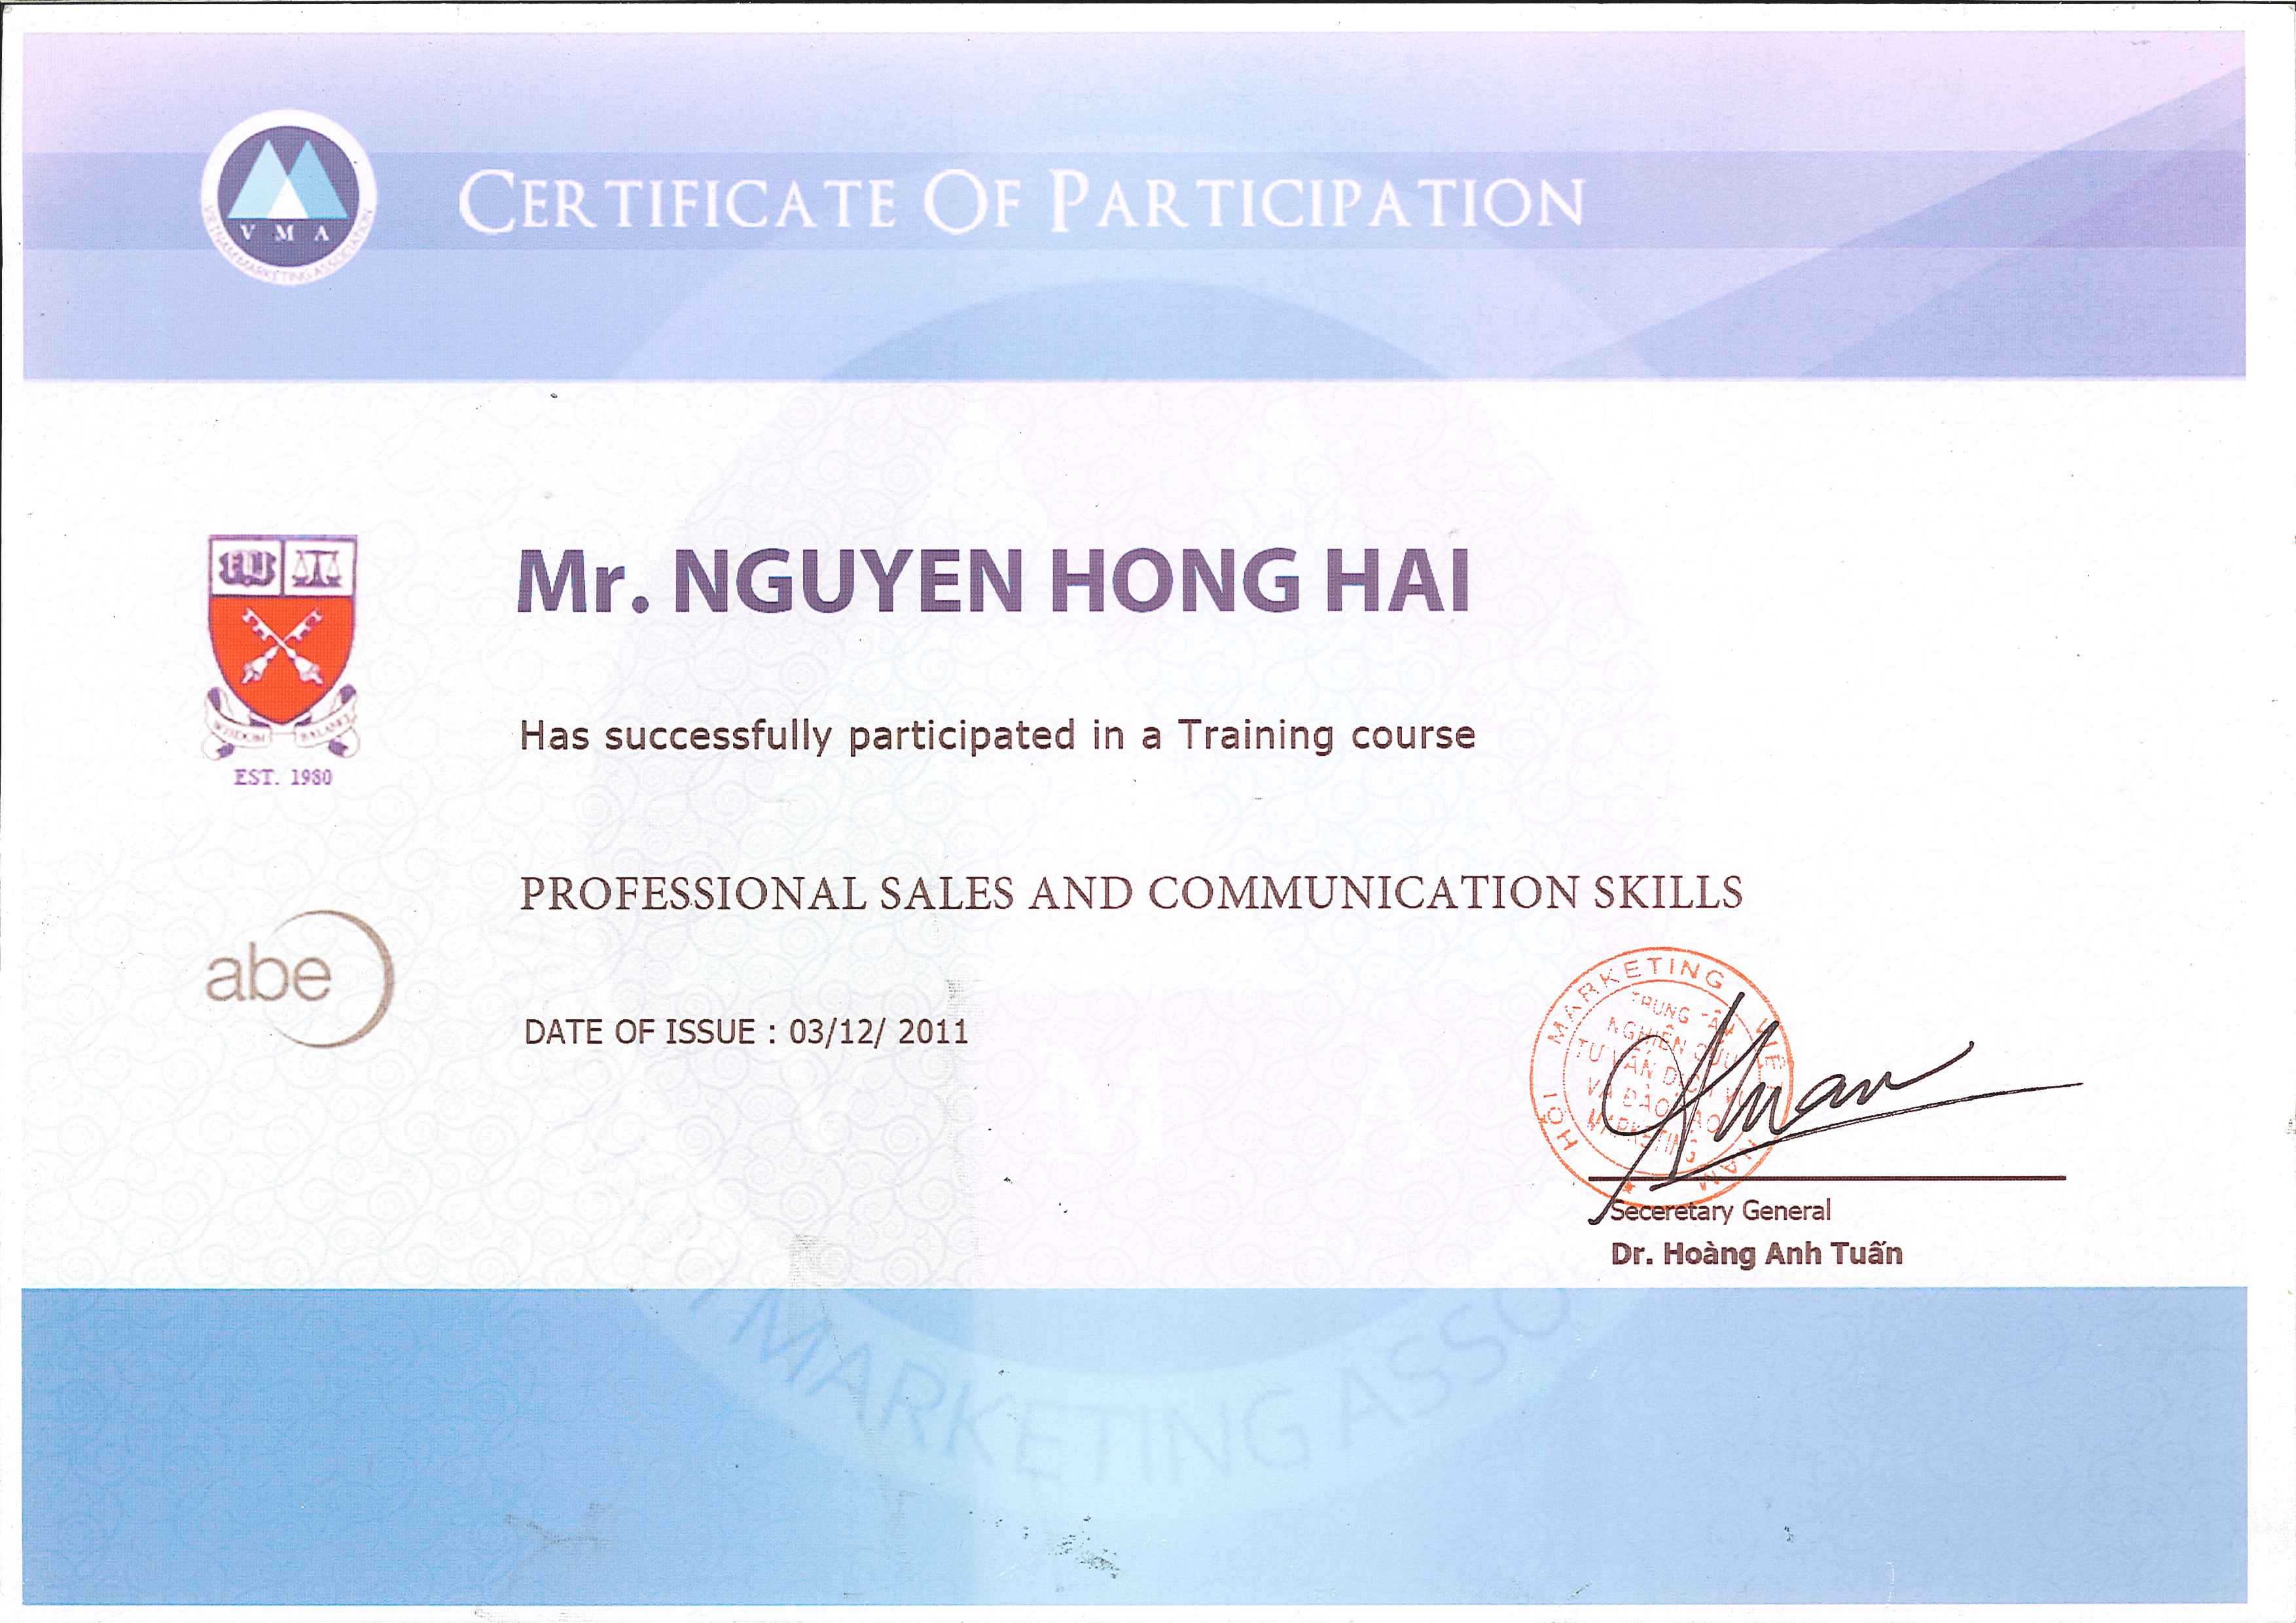 CERTIFICATE OF PARTICIPATION
V M A
VIETNAM MARKETING ASSOCIATION
Mr. NGUYEN HONG HAI
Has successfully participated in a Training course
WISDOM BALANCE
EST. 1980
PROFESSIONAL SALES AND COMMUNICATION SKILLS
abe
DATE OF ISSUE : 03/12/ 2011
HỘI MARKETING VIỆT NAM
TRUNG TÂM
NGHIÊN CỨU
TƯ VẤN DỊCH VỤ
VÀ ĐÀO TẠO
MARKETING
Seceretary General
Dr. Hoàng Anh Tuấn
MARKETING ASSO